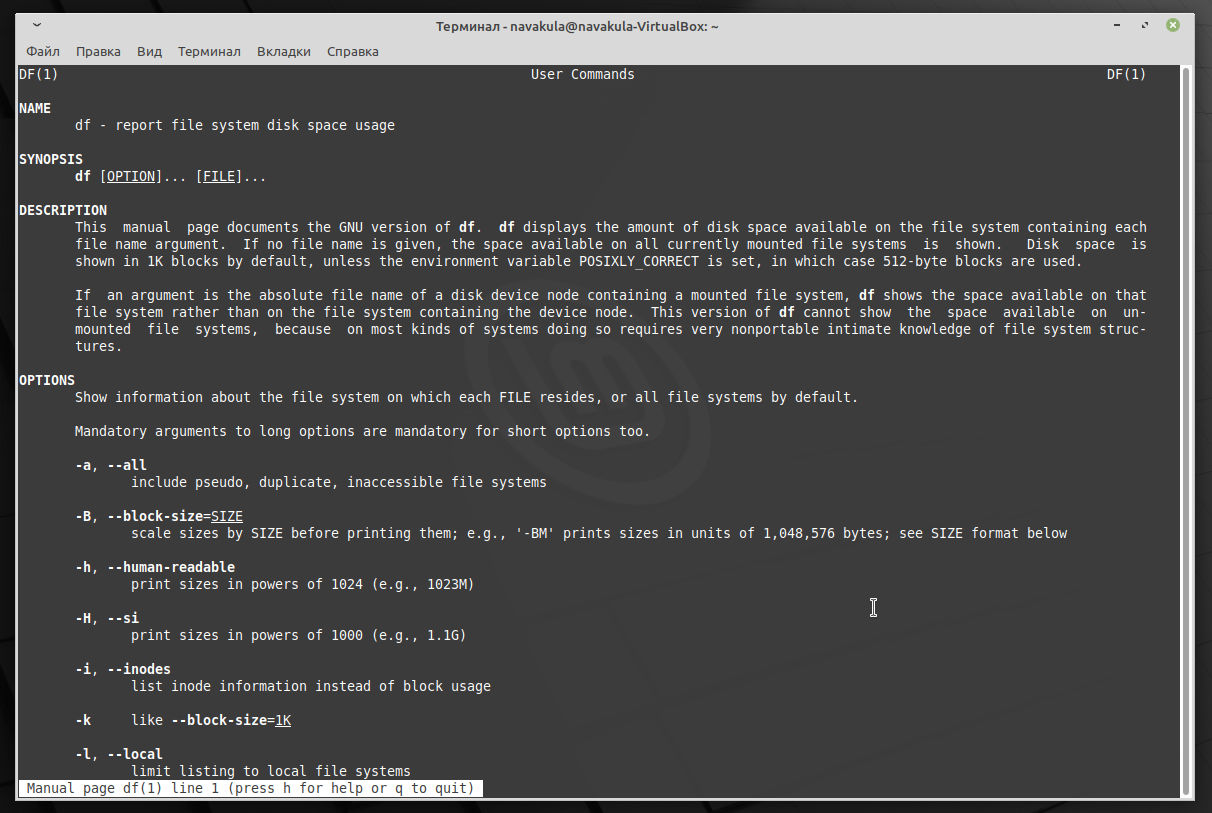 Терминал - navakula@navakula-VirtualBox: ~
Файл Правка Вид Терминал Вкладки Справка
DF(1) User Commands DF(1)
NAME
df - report file system disk space usage
SYNOPSIS
df [OPTION]... [FILE]...
DESCRIPTION
This manual page documents the GNU version of df. df displays the amount of disk space available on the file system containing each
file name argument. If no file name is given, the space available on all currently mounted file systems is shown. Disk space is
shown in 1K blocks by default, unless the environment variable POSIXLY_CORRECT is set, in which case 512-byte blocks are used.
If an argument is the absolute file name of a disk device node containing a mounted file system, df shows the space available on that
file system rather than on the file system containing the device node. This version of df cannot show the space available on un-
mounted file systems, because on most kinds of systems doing so requires very nonportable intimate knowledge of file system struc-
tures.
OPTIONS
Show information about the file system on which each FILE resides, or all file systems by default.
Mandatory arguments to long options are mandatory for short options too.
-a, --all
include pseudo, duplicate, inaccessible file systems
-B, --block-size=SIZE
scale sizes by SIZE before printing them; e.g., '-BM' prints sizes in units of 1,048,576 bytes; see SIZE format below
-h, --human-readable
print sizes in powers of 1024 (e.g., 1023M)
-H, --si
print sizes in powers of 1000 (e.g., 1.1G)
-i, --inodes
list inode information instead of block usage
-k like --block-size=1K
-l, --local
limit listing to local file systems
Manual page df(1) line 1 (press h for help or q to quit)